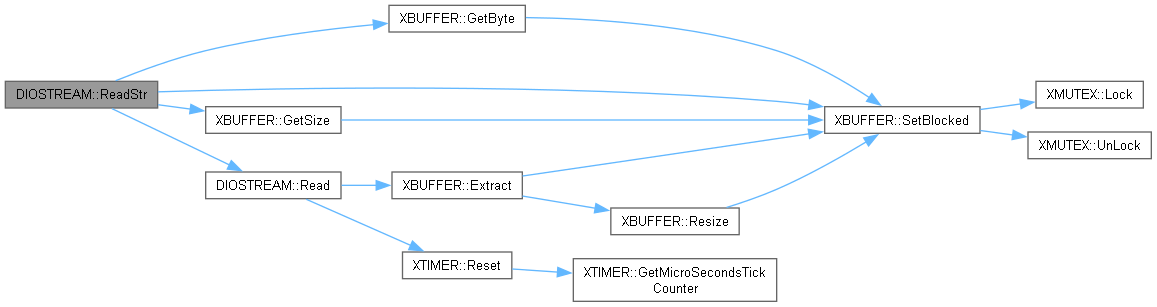 XBUFFER::GetByte
DIOSTREAM::ReadStr
XMUTEX::Lock
XBUFFER::GetSize
XBUFFER::SetBlocked
XMUTEX::UnLock
DIOSTREAM::Read
XBUFFER::Extract
XBUFFER::Resize
XTIMER::Reset
XTIMER::GetMicroSecondsTick
Counter